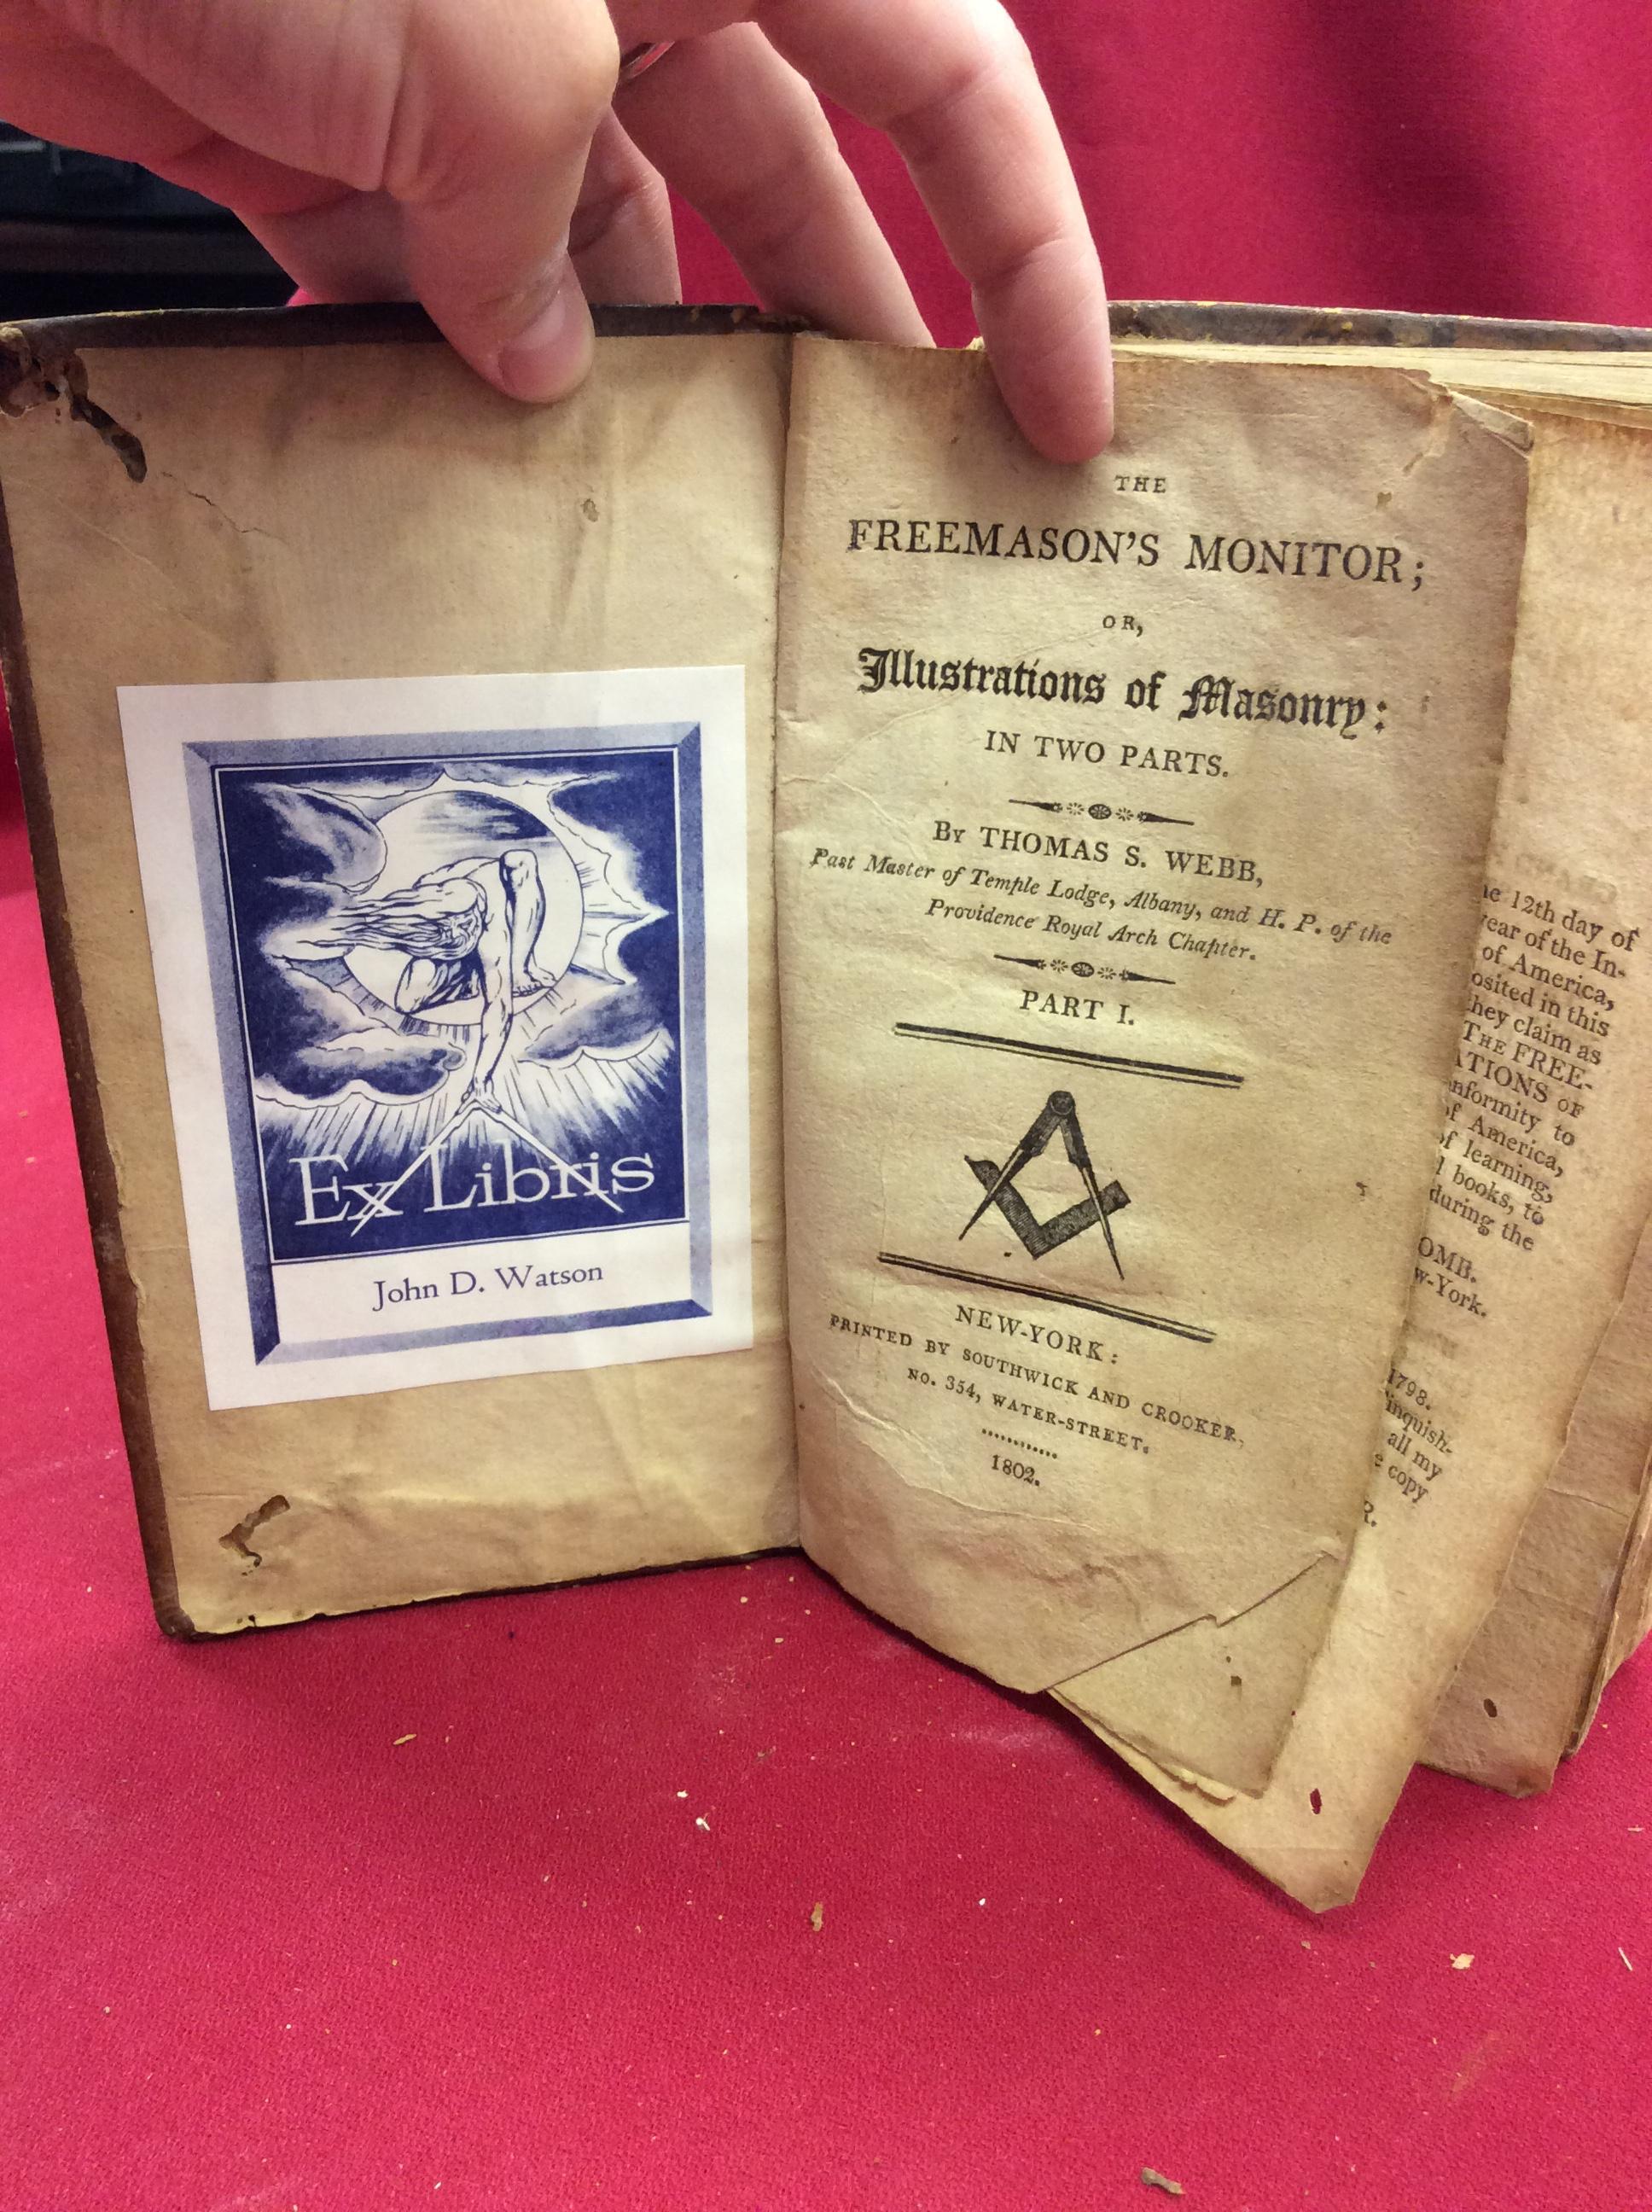 Ex Libris
John D. Watson
THE
FREEMASON'S MONITOR;
OR,
Illustrations of Masonry:
IN TWO PARTS.
By THOMAS S. WEBB,
Past Master of Temple Lodge, Albany, and H. P. of the
Providence Royal Arch Chapter.
PART I.
NEW-YORK:
PRINTED BY SOUTHWICK AND CROOKER,
NO. 354, WATER-STREET.
1802.
12th day of
year of the In-
of America,
osited in this
they claim as
THE FREE-
ATIONS OF
nformity to
of America,
of learning,
books, to
during the
OMB.
w-York.
1798.
inquish-
all my
copy
R.